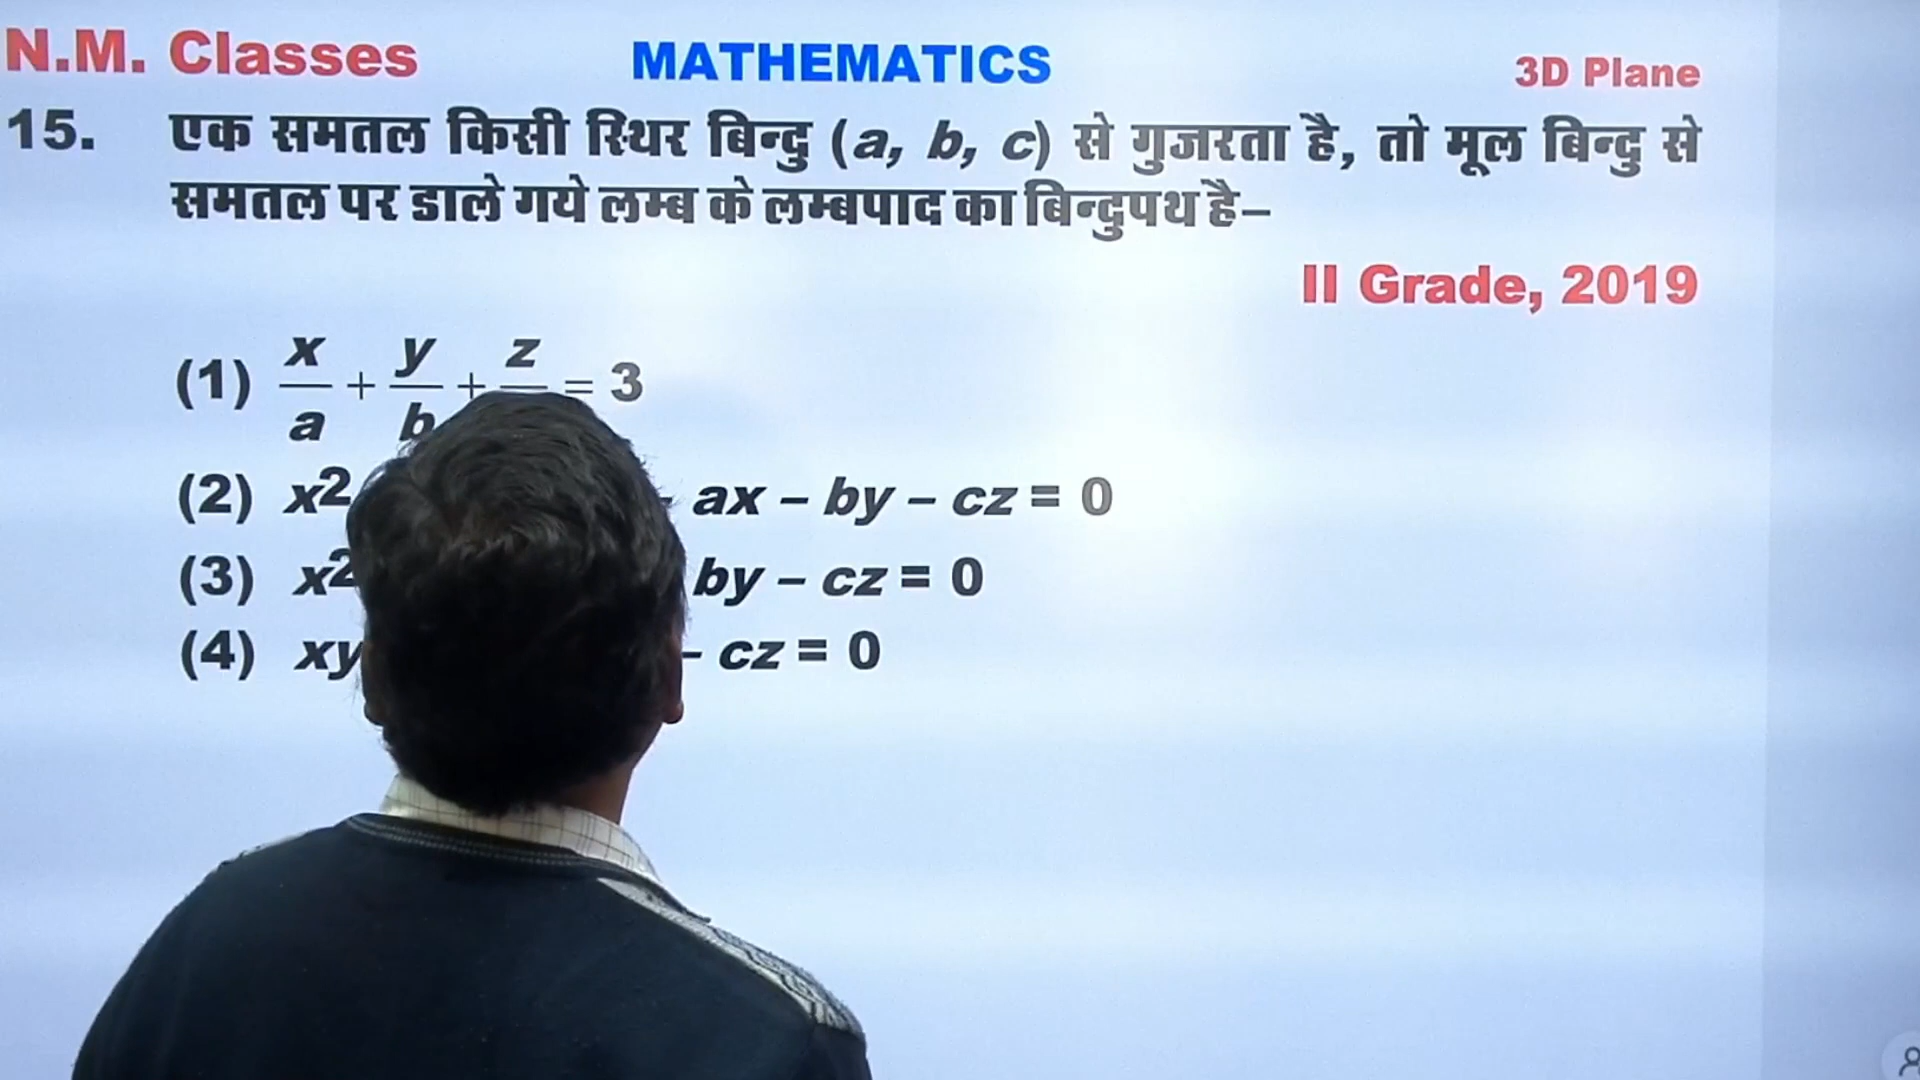 N.M. Classes MATHEMATICS 3D Plane
15. एक समतल किसी स्थिर बिन्दु (a, b, c) से गुजरता है, तो मूल बिन्दु से
समतल पर डाले गये लम्ब के लम्बपाद का बिन्दुपथ है–
II Grade, 2019
(1) x/a + y/b + z = 3
(2) x2 ax – by – cz = 0
(3) x2 by – cz = 0
(4) xy – cz = 0